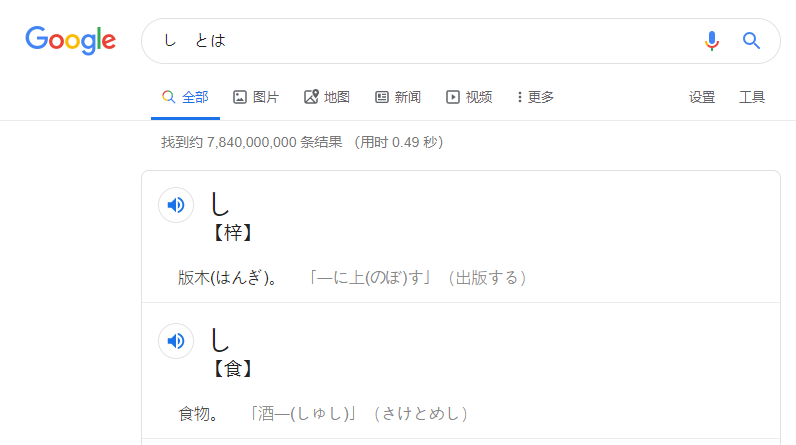 Google
し　とは
全部 图片 地图 新闻 视频 更多 设置 工具
找到约 7,840,000,000 条结果 （用时 0.49 秒）
し
【梓】
版木(はんぎ)。 「―に上(のぼ)す」（出版する）
し
【食】
食物。 「酒―(しゅし)」（さけとめし）